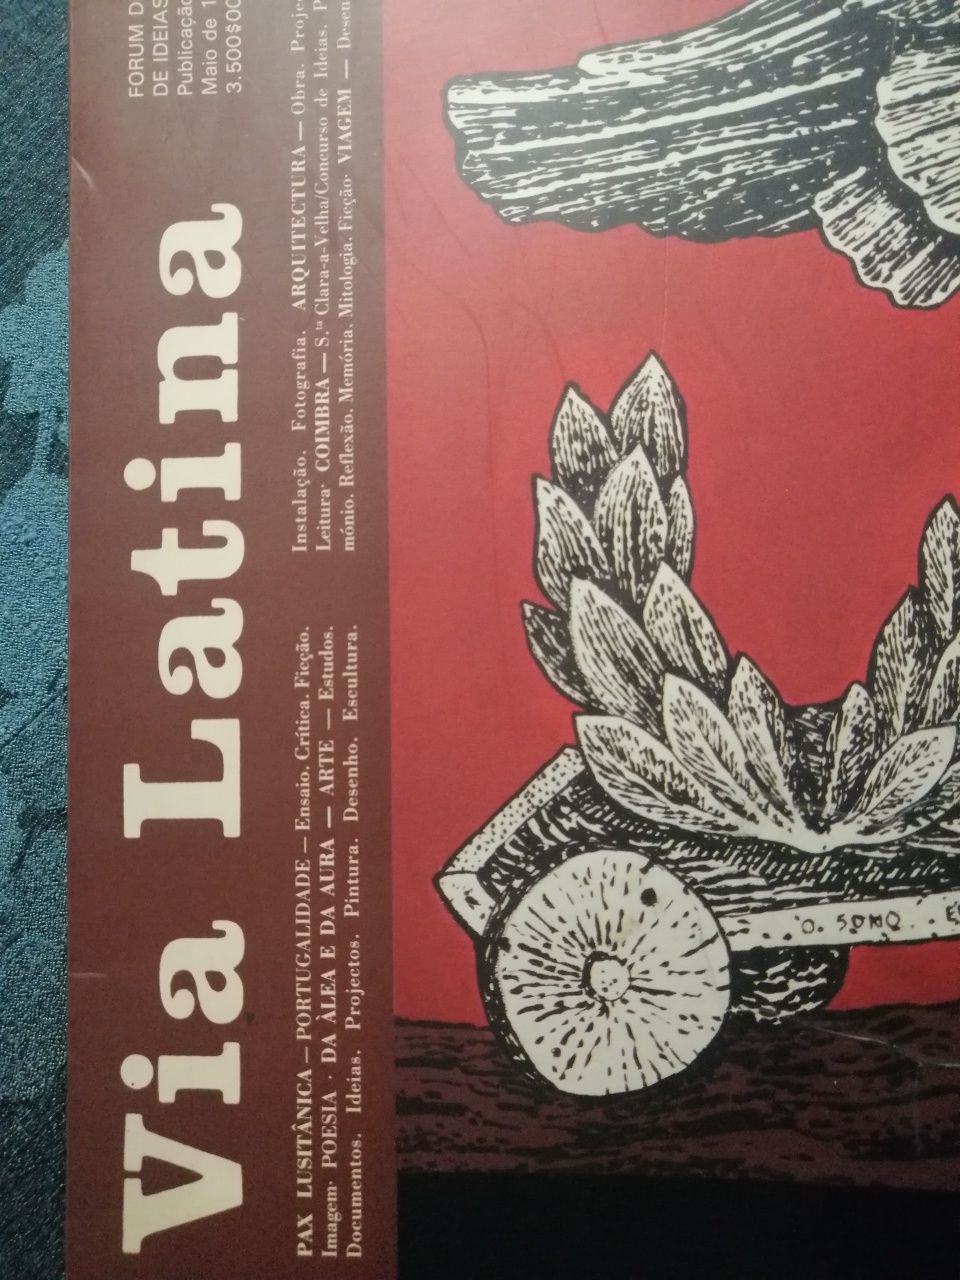 Via Latina
FORUM D
DE IDEIAS
Publicação
Maio de 1
3.500$00
PAX LUSITÂNICA — PORTUGALIDADE — Ensaio. Crítica. Ficção.
Imagem· POESIA · DA ÀLEA E DA AURA — ARTE — Estudos.
Documentos. Ideias. Projectos. Pintura. Desenho. Escultura.
Instalação. Fotografia. ARQUITECTURA — Obra. Projec
Leitura· COIMBRA — S.ta Clara-a-Velha/Concurso de Ideias. P
mónio. Reflexão. Memória. Mitologia. Ficção· VIAGEM — Desen